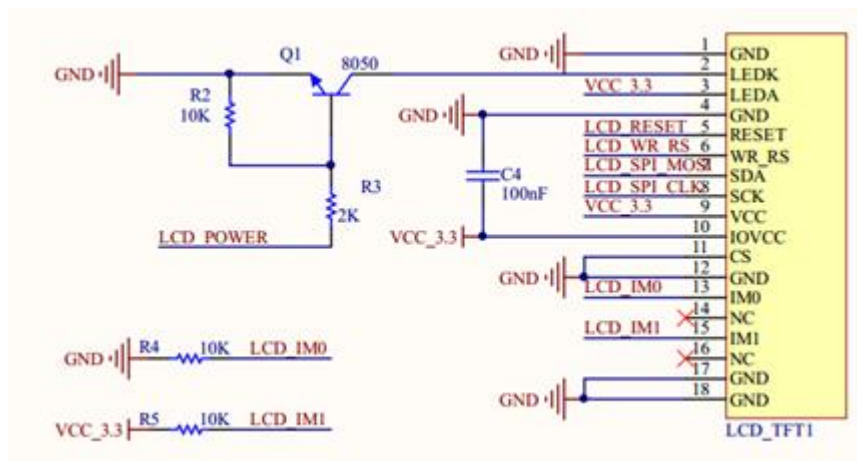 Q1 8050
GND
R2
10K
R3
2K
LCD_POWER
GND
VCC_3.3
GND
C4
100nF
VCC_3.3
LCD_RESET
LCD_WR_RS
LCD_SPI_MOSI
LCD_SPI_CLK
VCC_3.3
GND
LCD_IM0
LCD_IM1
GND
1 GND
2 LEDK
3 LEDA
4 GND
5 RESET
6 WR_RS
7 SDA
8 SCK
9 VCC
10 IOVCC
11 CS
12 GND
13 IM0
14 NC
15 IM1
16 NC
17 GND
18 GND
LCD_TFT1
GND R4 10K LCD_IM0
VCC_3.3 R5 10K LCD_IM1